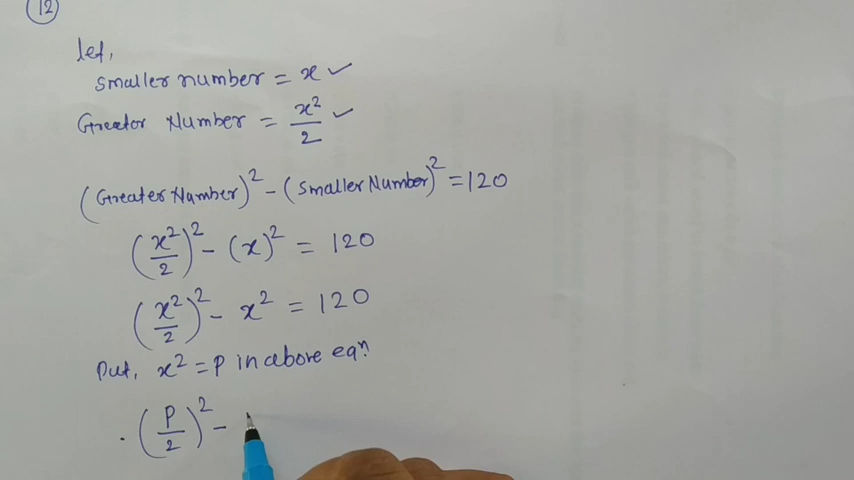 12
let,
smaller number = x ✓
Greator Number = x²/2 ✓
(Greater Number)² - (smaller Number)² = 120
(x²/2)² - (x)² = 120
(x²/2)² - x² = 120
Put, x² = P in above eqⁿ.
. (P/2)² -